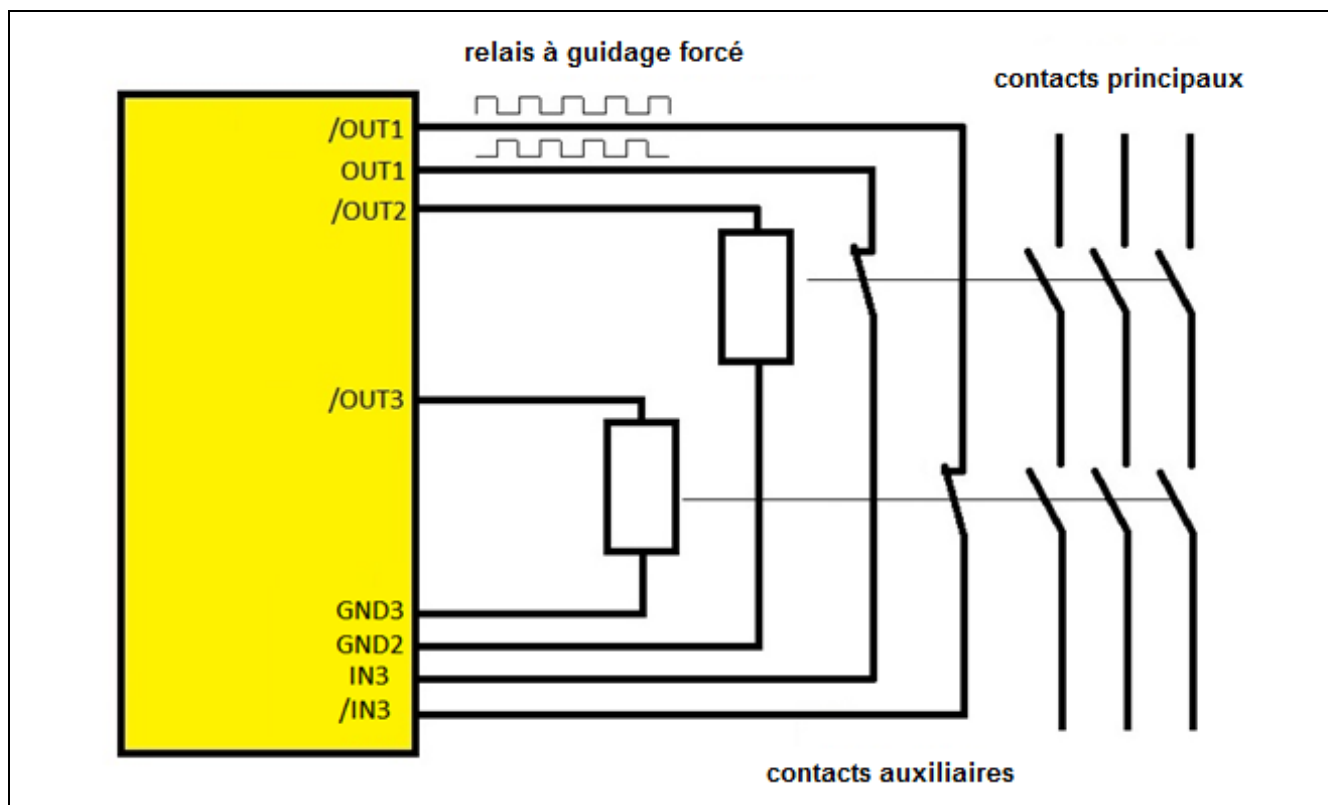 relais à guidage forcé
contacts principaux
/OUT1
OUT1
/OUT2
/OUT3
GND3
GND2
IN3
/IN3
contacts auxiliaires